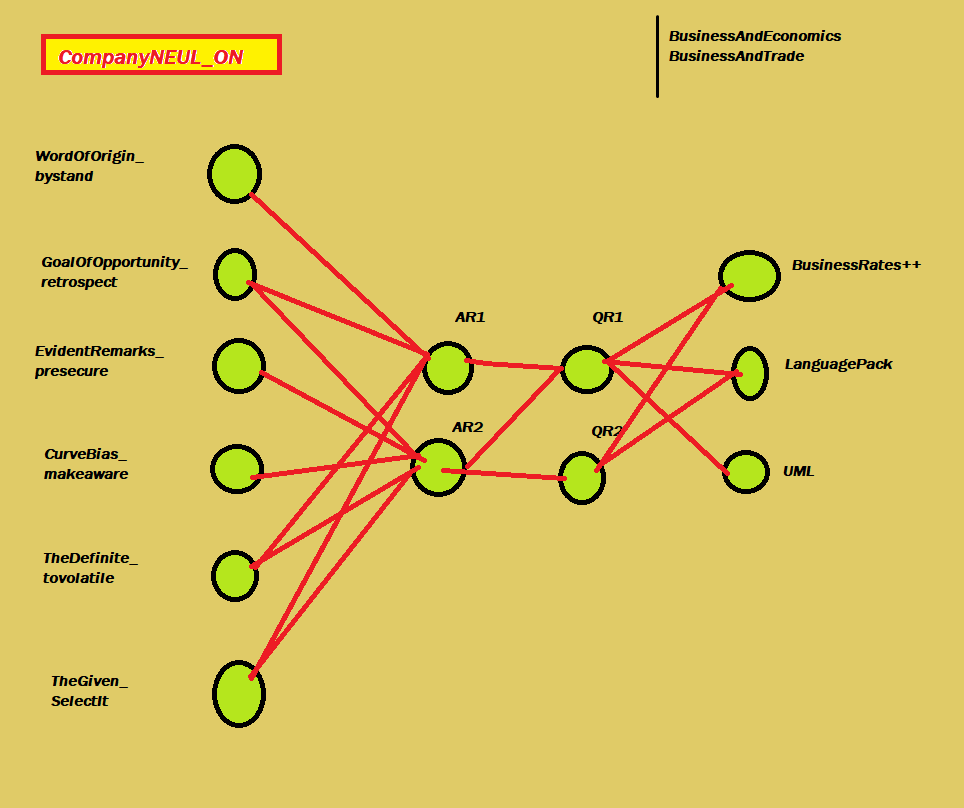 CompanyNEUL_ON
BusinessAndEconomics
BusinessAndTrade
WordOfOrigin_
bystand
GoalOfOpportunity_
retrospect
BusinessRates++
AR1
QR1
EvidentRemarks_
presecure
LanguagePack
AR2
QR2
CurveBias_
makeaware
UML
TheDefinite_
tovolatile
TheGiven_
SelectIt